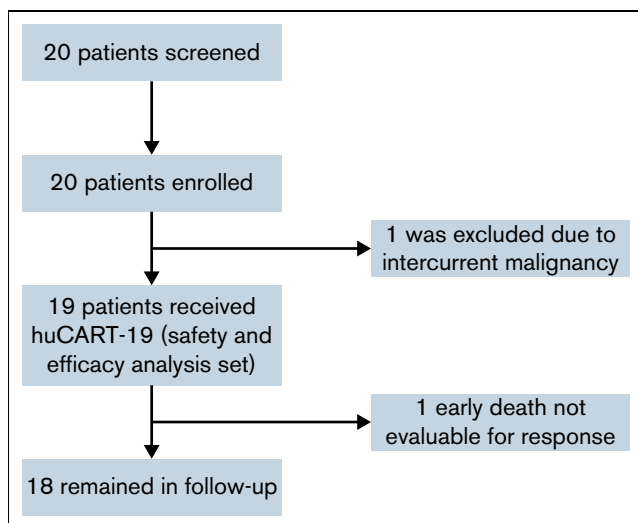 20 patients screened
20 patients enrolled
1 was excluded due to
intercurrent malignancy
19 patients received
huCART-19 (safety and
efficacy analysis set)
1 early death not
evaluable for response
18 remained in follow-up